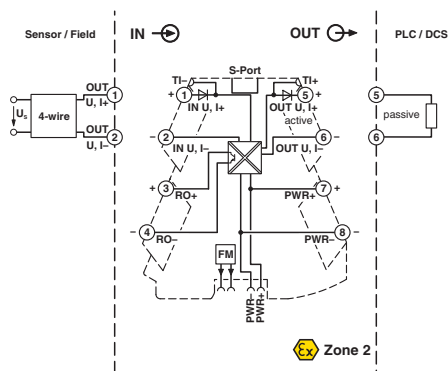 Sensor / Field
IN
OUT
PLC / DCS
S-Port
TI–
TI+
OUT
U, I+
1
+
1
IN U, I+
OUT U, I+
5
+
5
active
passive
Us
4-wire
OUT
U, I–
2
–
2
IN U, I–
OUT U, I–
6
–
6
+
3
RO+
PWR+
7
+
–
4
RO–
PWR–
8
–
FM
PWR–
PWR+
Ex
Zone 2